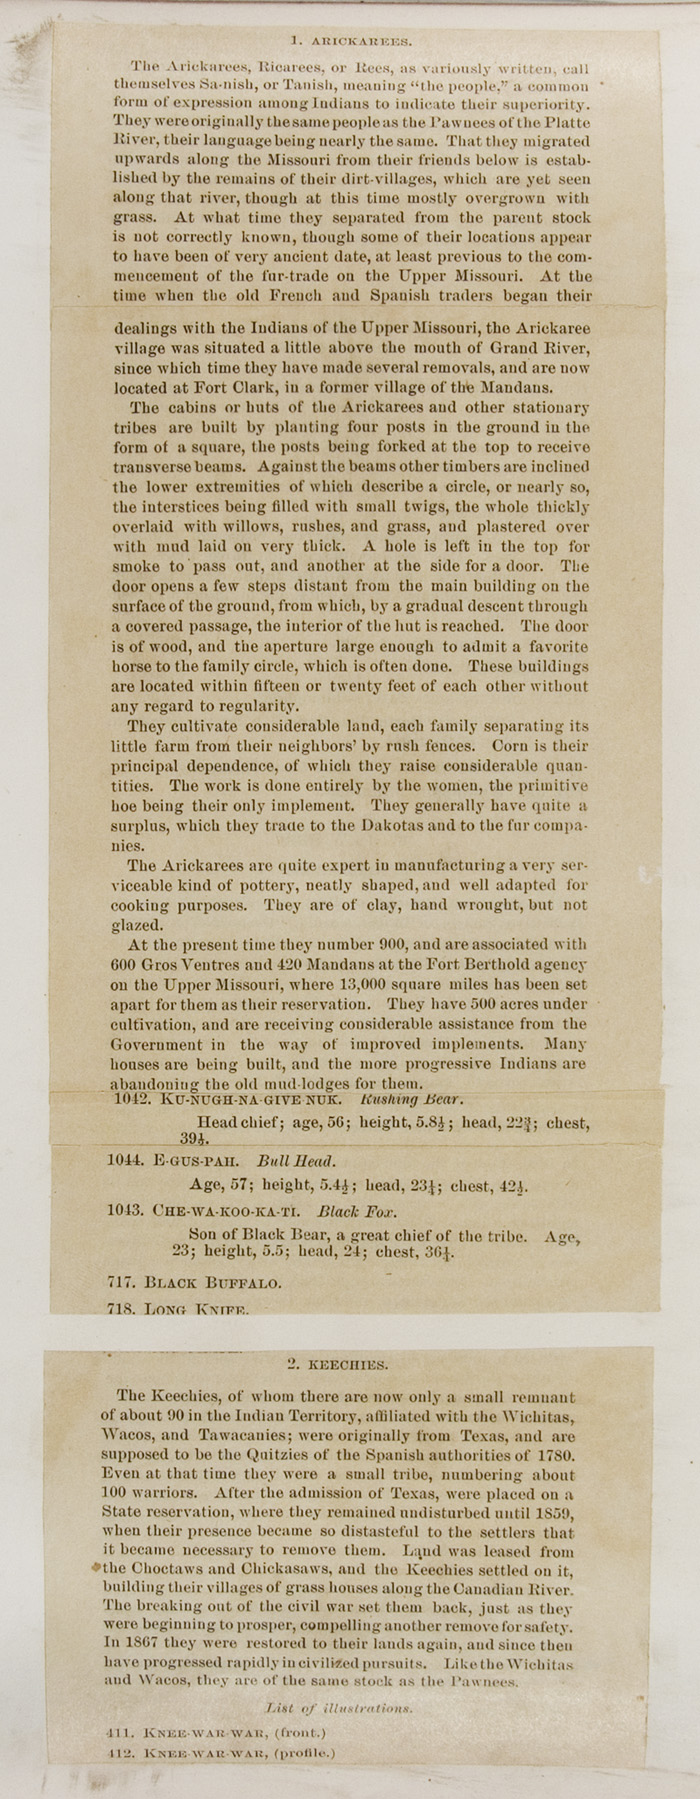 1. ARICKAREES.
The Arickarees, Ricarees, or Rees, as variously written, call
themselves Sa-nish, or Tanish, meaning "the people," a common
form of expression among Indians to indicate their superiority.
They were originally the same people as the Pawnees of the Platte
River, their language being nearly the same. That they migrated
upwards along the Missouri from their friends below is estab-
lished by the remains of their dirt-villages, which are yet seen
along that river, though at this time mostly overgrown with
grass. At what time they separated from the parent stock
is not correctly known, though some of their locations appear
to have been of very ancient date, at least previous to the com-
mencement of the fur-trade on the Upper Missouri. At the
time when the old French and Spanish traders began their
dealings with the Indians of the Upper Missouri, the Arickaree
village was situated a little above the mouth of Grand River,
since which time they have made several removals, and are now
located at Fort Clark, in a former village of the Mandans.
The cabins or huts of the Arickarees and other stationary
tribes are built by planting four posts in the ground in the
form of a square, the posts being forked at the top to receive
transverse beams. Against the beams other timbers are inclined
the lower extremities of which describe a circle, or nearly so,
the interstices being filled with small twigs, the whole thickly
overlaid with willows, rushes, and grass, and plastered over
with mud laid on very thick. A hole is left in the top for
smoke to pass out, and another at the side for a door. The
door opens a few steps distant from the main building on the
surface of the ground, from which, by a gradual descent through
a covered passage, the interior of the hut is reached. The door
is of wood, and the aperture large enough to admit a favorite
horse to the family circle, which is often done. These buildings
are located within fifteen or twenty feet of each other without
any regard to regularity.
They cultivate considerable land, each family separating its
little farm from their neighbors' by rush fences. Corn is their
principal dependence, of which they raise considerable quan-
tities. The work is done entirely by the women, the primitive
hoe being their only implement. They generally have quite a
surplus, which they trade to the Dakotas and to the fur compa-
nies.
The Arickarees are quite expert in manufacturing a very ser-
viceable kind of pottery, neatly shaped, and well adapted for
cooking purposes. They are of clay, hand wrought, but not
glazed.
At the present time they number 900, and are associated with
600 Gros Ventres and 420 Mandans at the Fort Berthold agency
on the Upper Missouri, where 13,000 square miles has been set
apart for them as their reservation. They have 500 acres under
cultivation, and are receiving considerable assistance from the
Government in the way of improved implements. Many
houses are being built, and the more progressive Indians are
abandoning the old mud-lodges for them.
1042. KU-NUGH-NA-GIVE-NUK. Rushing Bear.
Head chief; age, 56; height, 5.8½; head, 22¾; chest,
39½.
1044. E-GUS-PAH. Bull Head.
Age, 57; height, 5.4½; head, 23¼; chest, 42½.
1043. CHE-WA-KOO-KA-TI. Black Fox.
Son of Black Bear, a great chief of the tribe. Age,
23; height, 5.5; head, 24; chest, 36¼.
717. BLACK BUFFALO.
718. LONG KNIFE.
2. KEECHIES.
The Keechies, of whom there are now only a small remnant
of about 90 in the Indian Territory, affiliated with the Wichitas,
Wacos, and Tawacanies; were originally from Texas, and are
supposed to be the Quitzies of the Spanish authorities of 1780.
Even at that time they were a small tribe, numbering about
100 warriors. After the admission of Texas, were placed on a
State reservation, where they remained undisturbed until 1859,
when their presence became so distasteful to the settlers that
it became necessary to remove them. Land was leased from
the Choctaws and Chickasaws, and the Keechies settled on it,
building their villages of grass houses along the Canadian River.
The breaking out of the civil war set them back, just as they
were beginning to prosper, compelling another remove for safety.
In 1867 they were restored to their lands again, and since then
have progressed rapidly in civilized pursuits. Like the Wichitas
and Wacos, they are of the same stock as the Pawnees.
List of illustrations.
411. KNEE-WAR-WAR, (front.)
412. KNEE-WAR-WAR, (profile.)